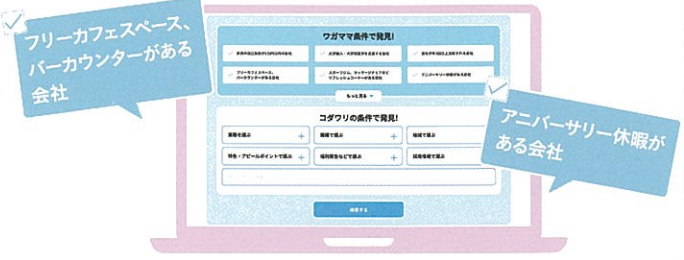 フリーカフェスペース、
バーカウンターがある
会社
ワガママ条件で発見!
フリーカフェスペース、
バーカウンターがある会社
アニバーサリー休暇がある会社
もっと見る
コダワリの条件で発見!
業種で選ぶ
職種で選ぶ
地域で選ぶ
特色・アピールポイントで選ぶ
福利厚生などで選ぶ
採用情報で選ぶ
検索する
アニバーサリー休暇が
ある会社